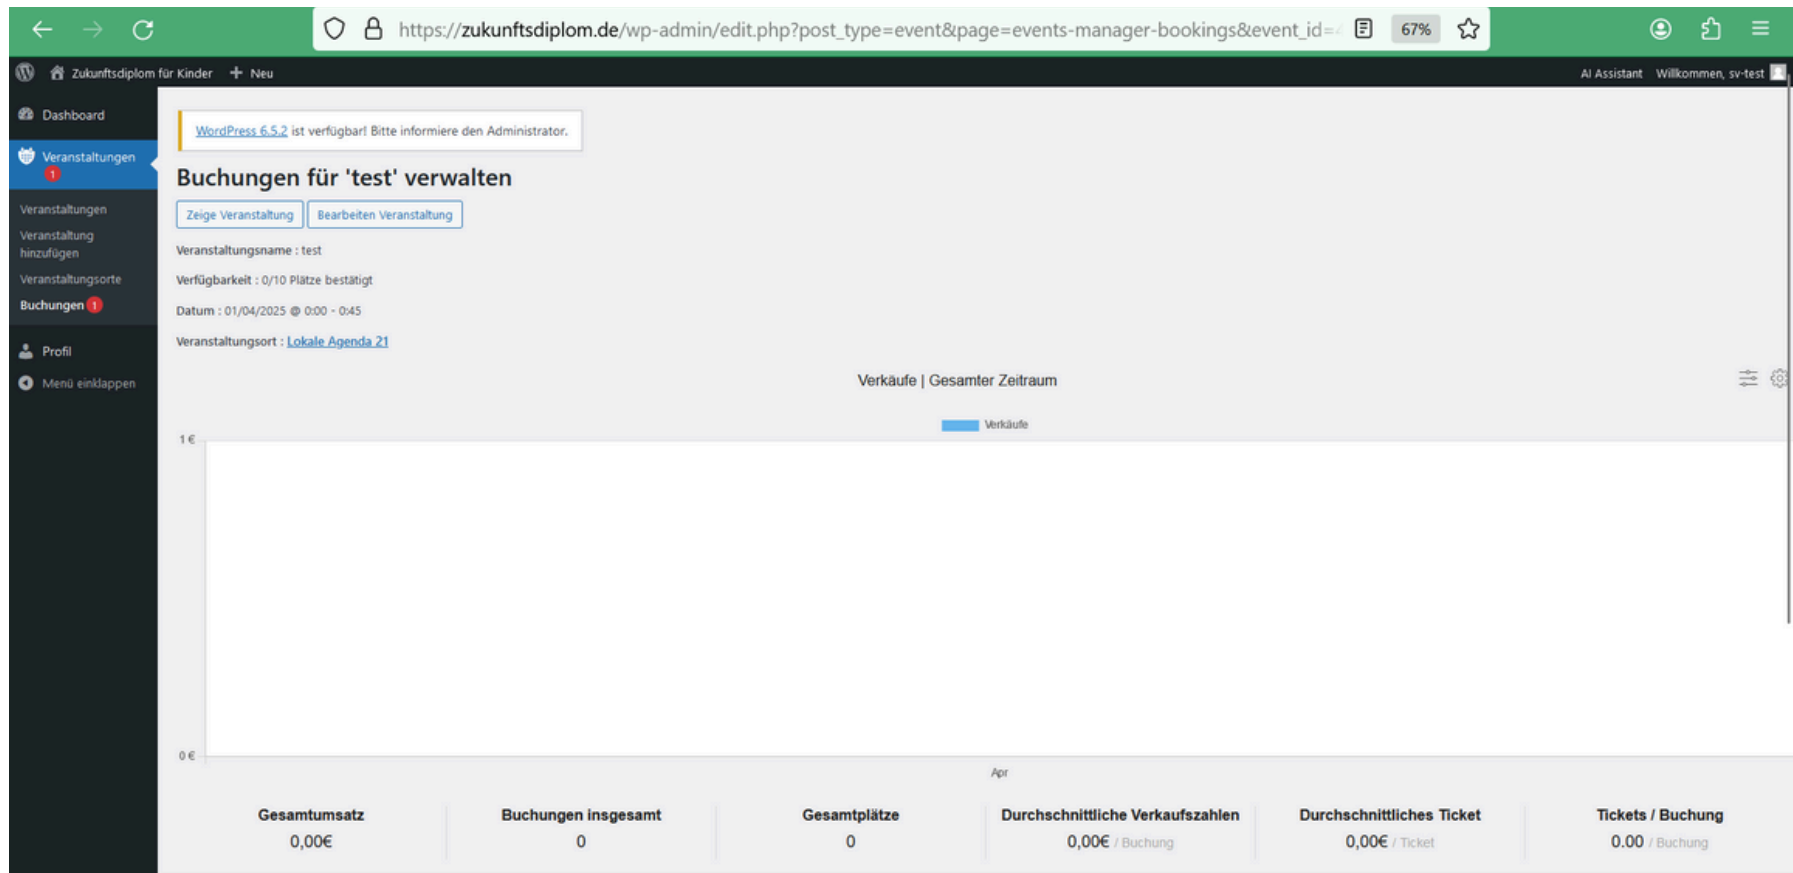 https://zukunftsdiplom.de/wp-admin/edit.php?post_type=event&page=events-manager-bookings&event_id=
67%
Zukunftsdiplom für Kinder
Neu
AI Assistant
Willkommen, sv-test
Dashboard
Veranstaltungen
1
Veranstaltungen
Veranstaltung
hinzufügen
Veranstaltungsorte
Buchungen 1
Profil
Menü einklappen
WordPress 6.5.2 ist verfügbar! Bitte informiere den Administrator.
Buchungen für 'test' verwalten
Zeige Veranstaltung
Bearbeiten Veranstaltung
Veranstaltungsname : test
Verfügbarkeit : 0/10 Plätze bestätigt
Datum : 01/04/2025 @ 0:00 - 0:45
Veranstaltungsort : Lokale Agenda 21
Verkäufe | Gesamter Zeitraum
Verkäufe
1 €
0 €
Apr
Gesamtumsatz
0,00€
Buchungen insgesamt
0
Gesamtplätze
0
Durchschnittliche Verkaufszahlen
0,00€ / Buchung
Durchschnittliches Ticket
0,00€ / Ticket
Tickets / Buchung
0.00 / Buchung